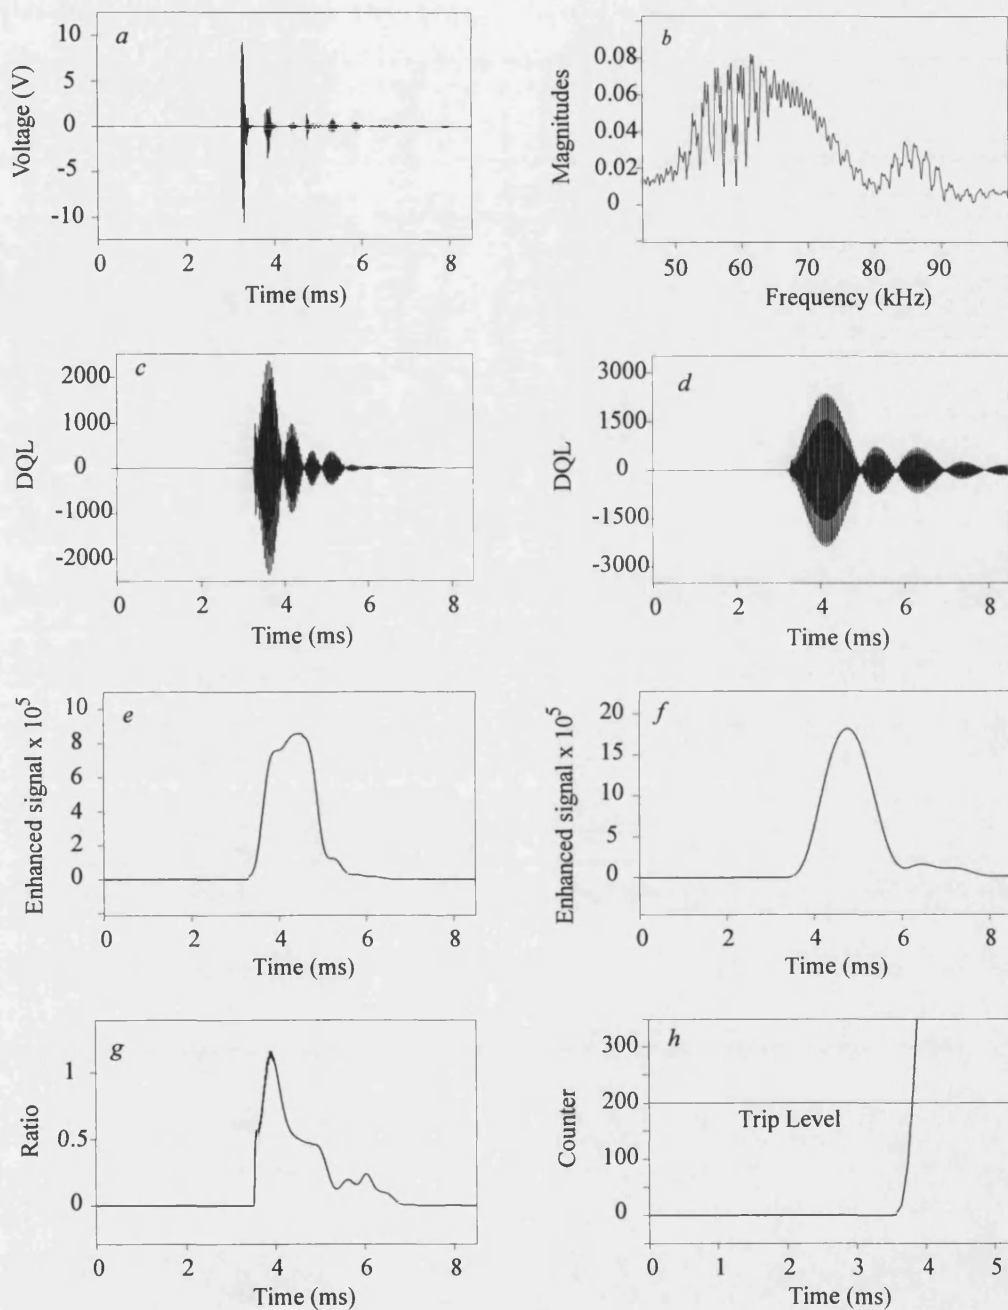 a
Voltage (V)
10
5
0
-5
-10
0 2 4 6 8
Time (ms)
b
Magnitudes
0.08
0.06
0.04
0.02
0
50 60 70 80 90
Frequency (kHz)
c
DQL
2000
1000
0
-1000
-2000
0 2 4 6 8
Time (ms)
d
DQL
3000
1500
0
-1500
-3000
0 2 4 6 8
Time (ms)
e
Enhanced signal x 10^5
10
8
6
4
2
0
0 2 4 6 8
Time (ms)
f
Enhanced signal x 10^5
20
15
10
5
0
0 2 4 6 8
Time (ms)
g
Ratio
1
0.5
0
0 2 4 6 8
Time (ms)
h
Counter
300
200
100
0
Trip Level
0 1 2 3 4 5
Time (ms)